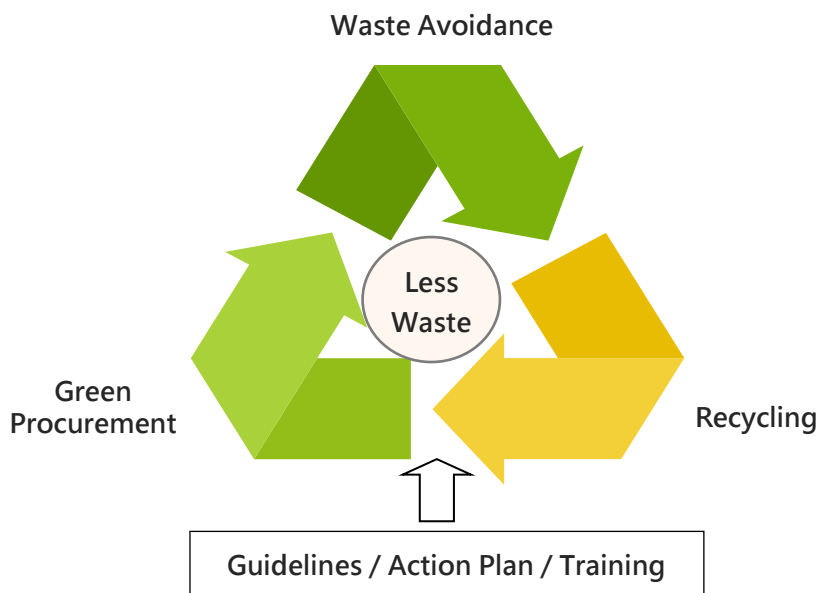 Waste Avoidance
Less
Waste
Green
Procurement
Recycling
Guidelines / Action Plan / Training